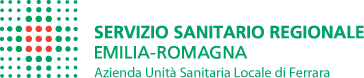 SERVIZIO SANITARIO REGIONALE
EMILIA-ROMAGNA
Azienda Unità Sanitaria Locale di Ferrara